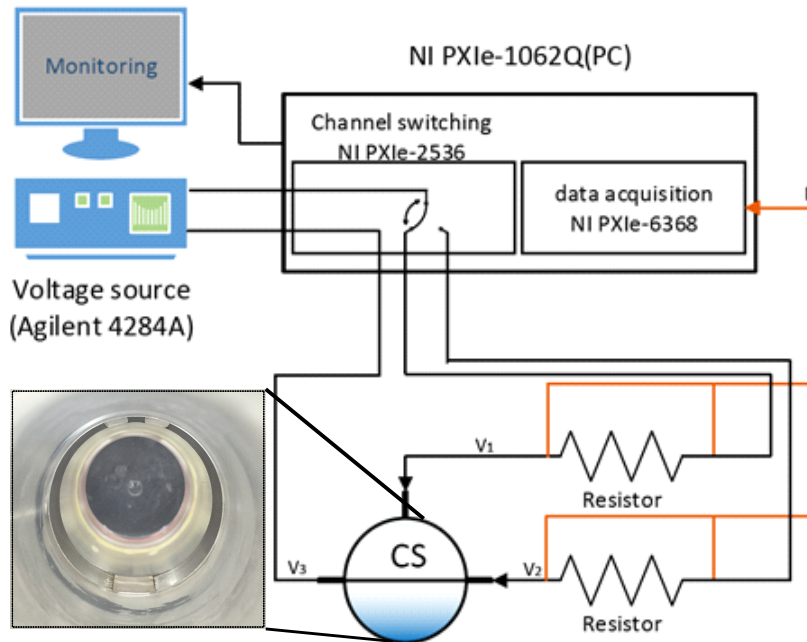 NI PXIe-1062Q(PC)
Monitoring
Channel switching
NI PXIe-2536
data acquisition
NI PXIe-6368
Voltage source
(Agilent 4284A)
V1
Resistor
CS
V3
V2
Resistor